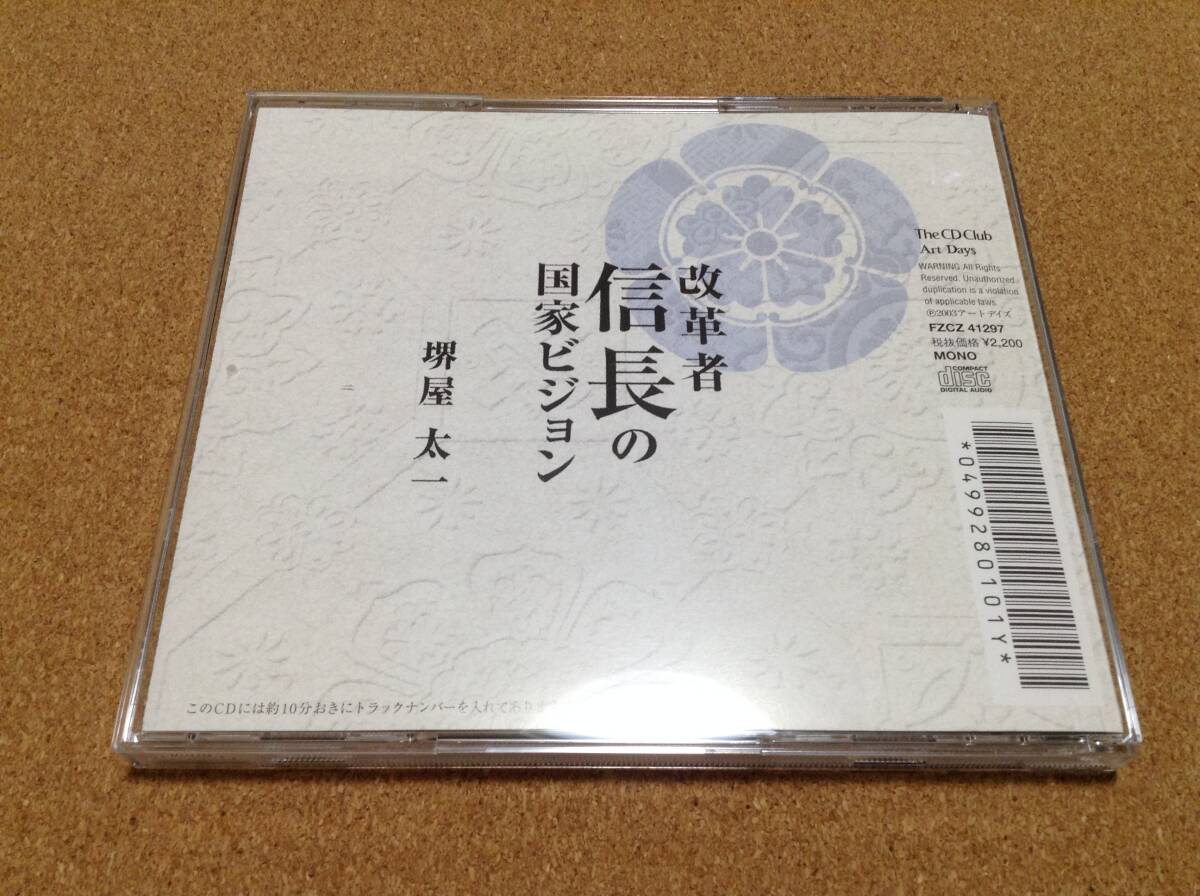 改革者
信長の
国家ビジョン
堺屋 太一
The CD Club
Art Days
WARNING All Rights
Reserved. Unauthorized
duplication is a violation
of applicable laws.
Ⓟ2003アートデイズ
FZCZ 41297
税抜価格 ¥2,200
MONO
COMPACT
disc
DIGITAL AUDIO
*0499280101Y*
このCDには約10分おきにトラックナンバーを入れてあり